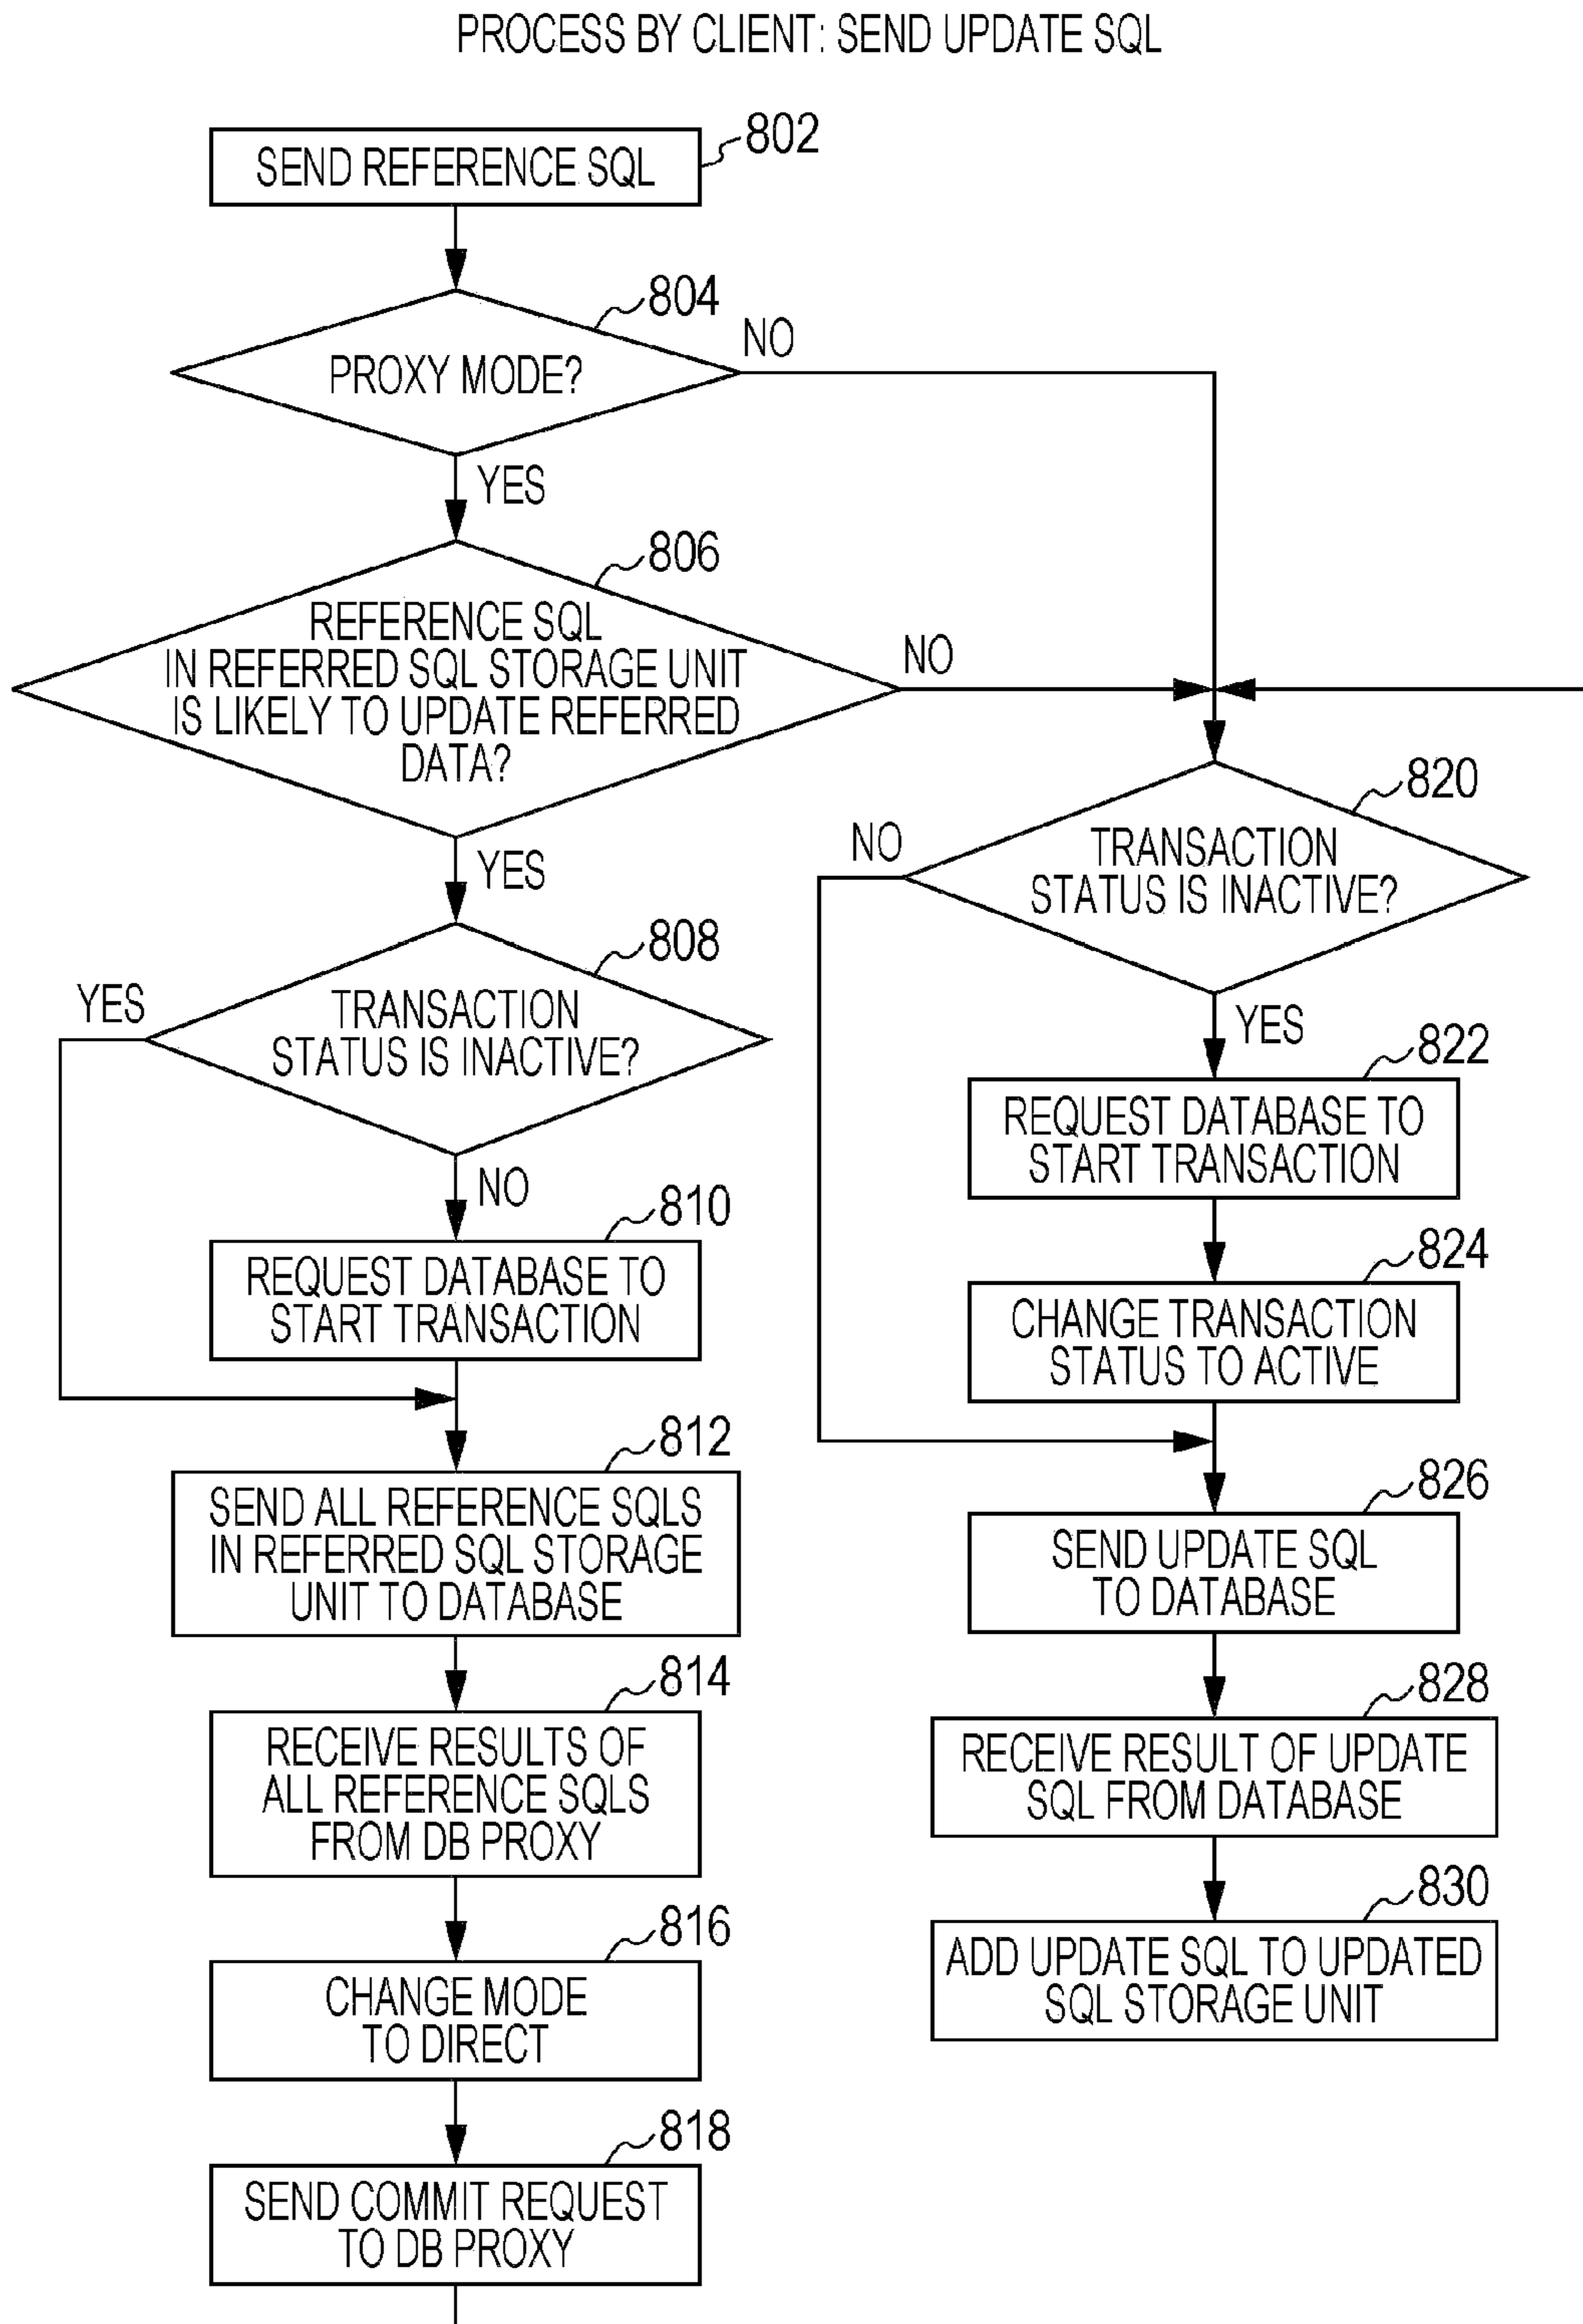 PROCESS BY CLIENT: SEND UPDATE SQL
SEND REFERENCE SQL
802
PROXY MODE?
804
NO
YES
REFERENCE SQL
IN REFERRED SQL STORAGE UNIT
IS LIKELY TO UPDATE REFERRED
DATA?
806
NO
YES
TRANSACTION
STATUS IS INACTIVE?
808
YES
NO
REQUEST DATABASE TO
START TRANSACTION
810
SEND ALL REFERENCE SQLS
IN REFERRED SQL STORAGE
UNIT TO DATABASE
812
RECEIVE RESULTS OF
ALL REFERENCE SQLS
FROM DB PROXY
814
CHANGE MODE
TO DIRECT
816
SEND COMMIT REQUEST
TO DB PROXY
818
TRANSACTION
STATUS IS INACTIVE?
820
NO
YES
REQUEST DATABASE TO
START TRANSACTION
822
CHANGE TRANSACTION
STATUS TO ACTIVE
824
SEND UPDATE SQL
TO DATABASE
826
RECEIVE RESULT OF UPDATE
SQL FROM DATABASE
828
ADD UPDATE SQL TO UPDATED
SQL STORAGE UNIT
830